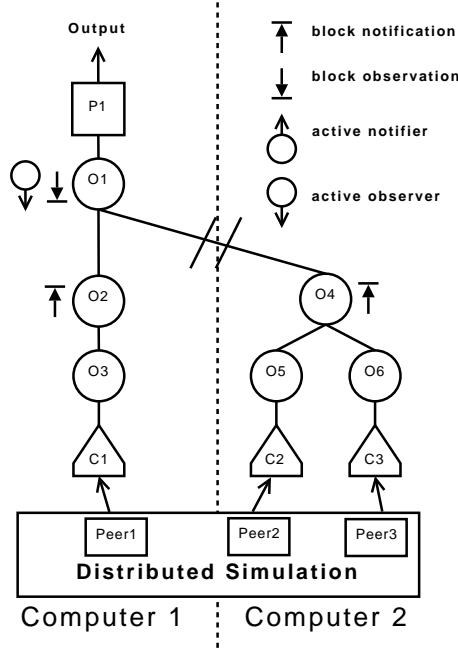 Output
block notification
block observation
active notifier
active observer
P1
O1
O2
O4
O3
O5
O6
C1
C2
C3
Peer1
Peer2
Peer3
Distributed Simulation
Computer 1
Computer 2